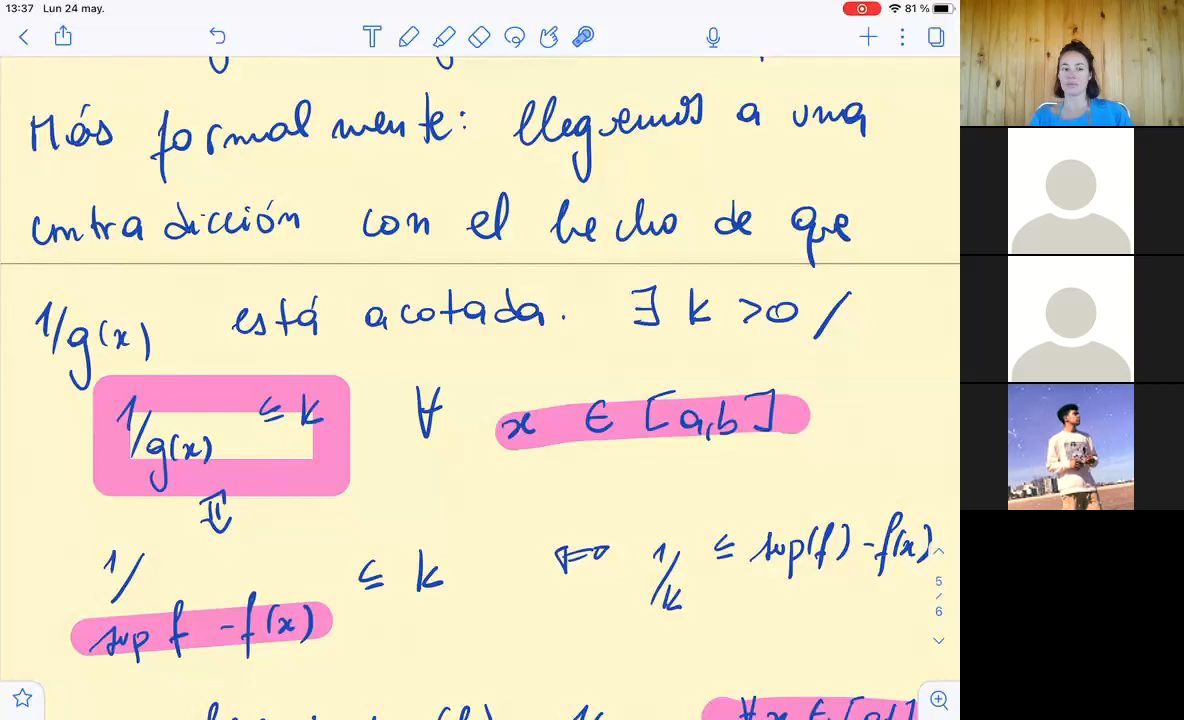 13:37 Lun 24 may. 81 %
Más formalmente: lleguemos a una
contradicción con el hecho de que
1/g(x) está acotada. ∃ k >0 /
1/g(x) ≤ k ∀ x ∈ [a,b]
⇕
1/ sup f - f(x) ≤ k ⇔ 1/k ≤ sup(f) - f(x)
5
/
6